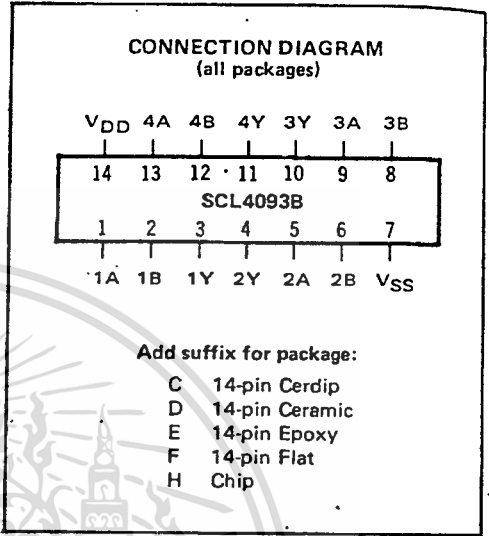 CONNECTION DIAGRAM
(all packages)
VDD 4A 4B 4Y 3Y 3A 3B
14 13 12 11 10 9 8
SCL4093B
1 2 3 4 5 6 7
1A 1B 1Y 2Y 2A 2B VSS
Add suffix for package:
C 14-pin Cerdip
D 14-pin Ceramic
E 14-pin Epoxy
F 14-pin Flat
H Chip